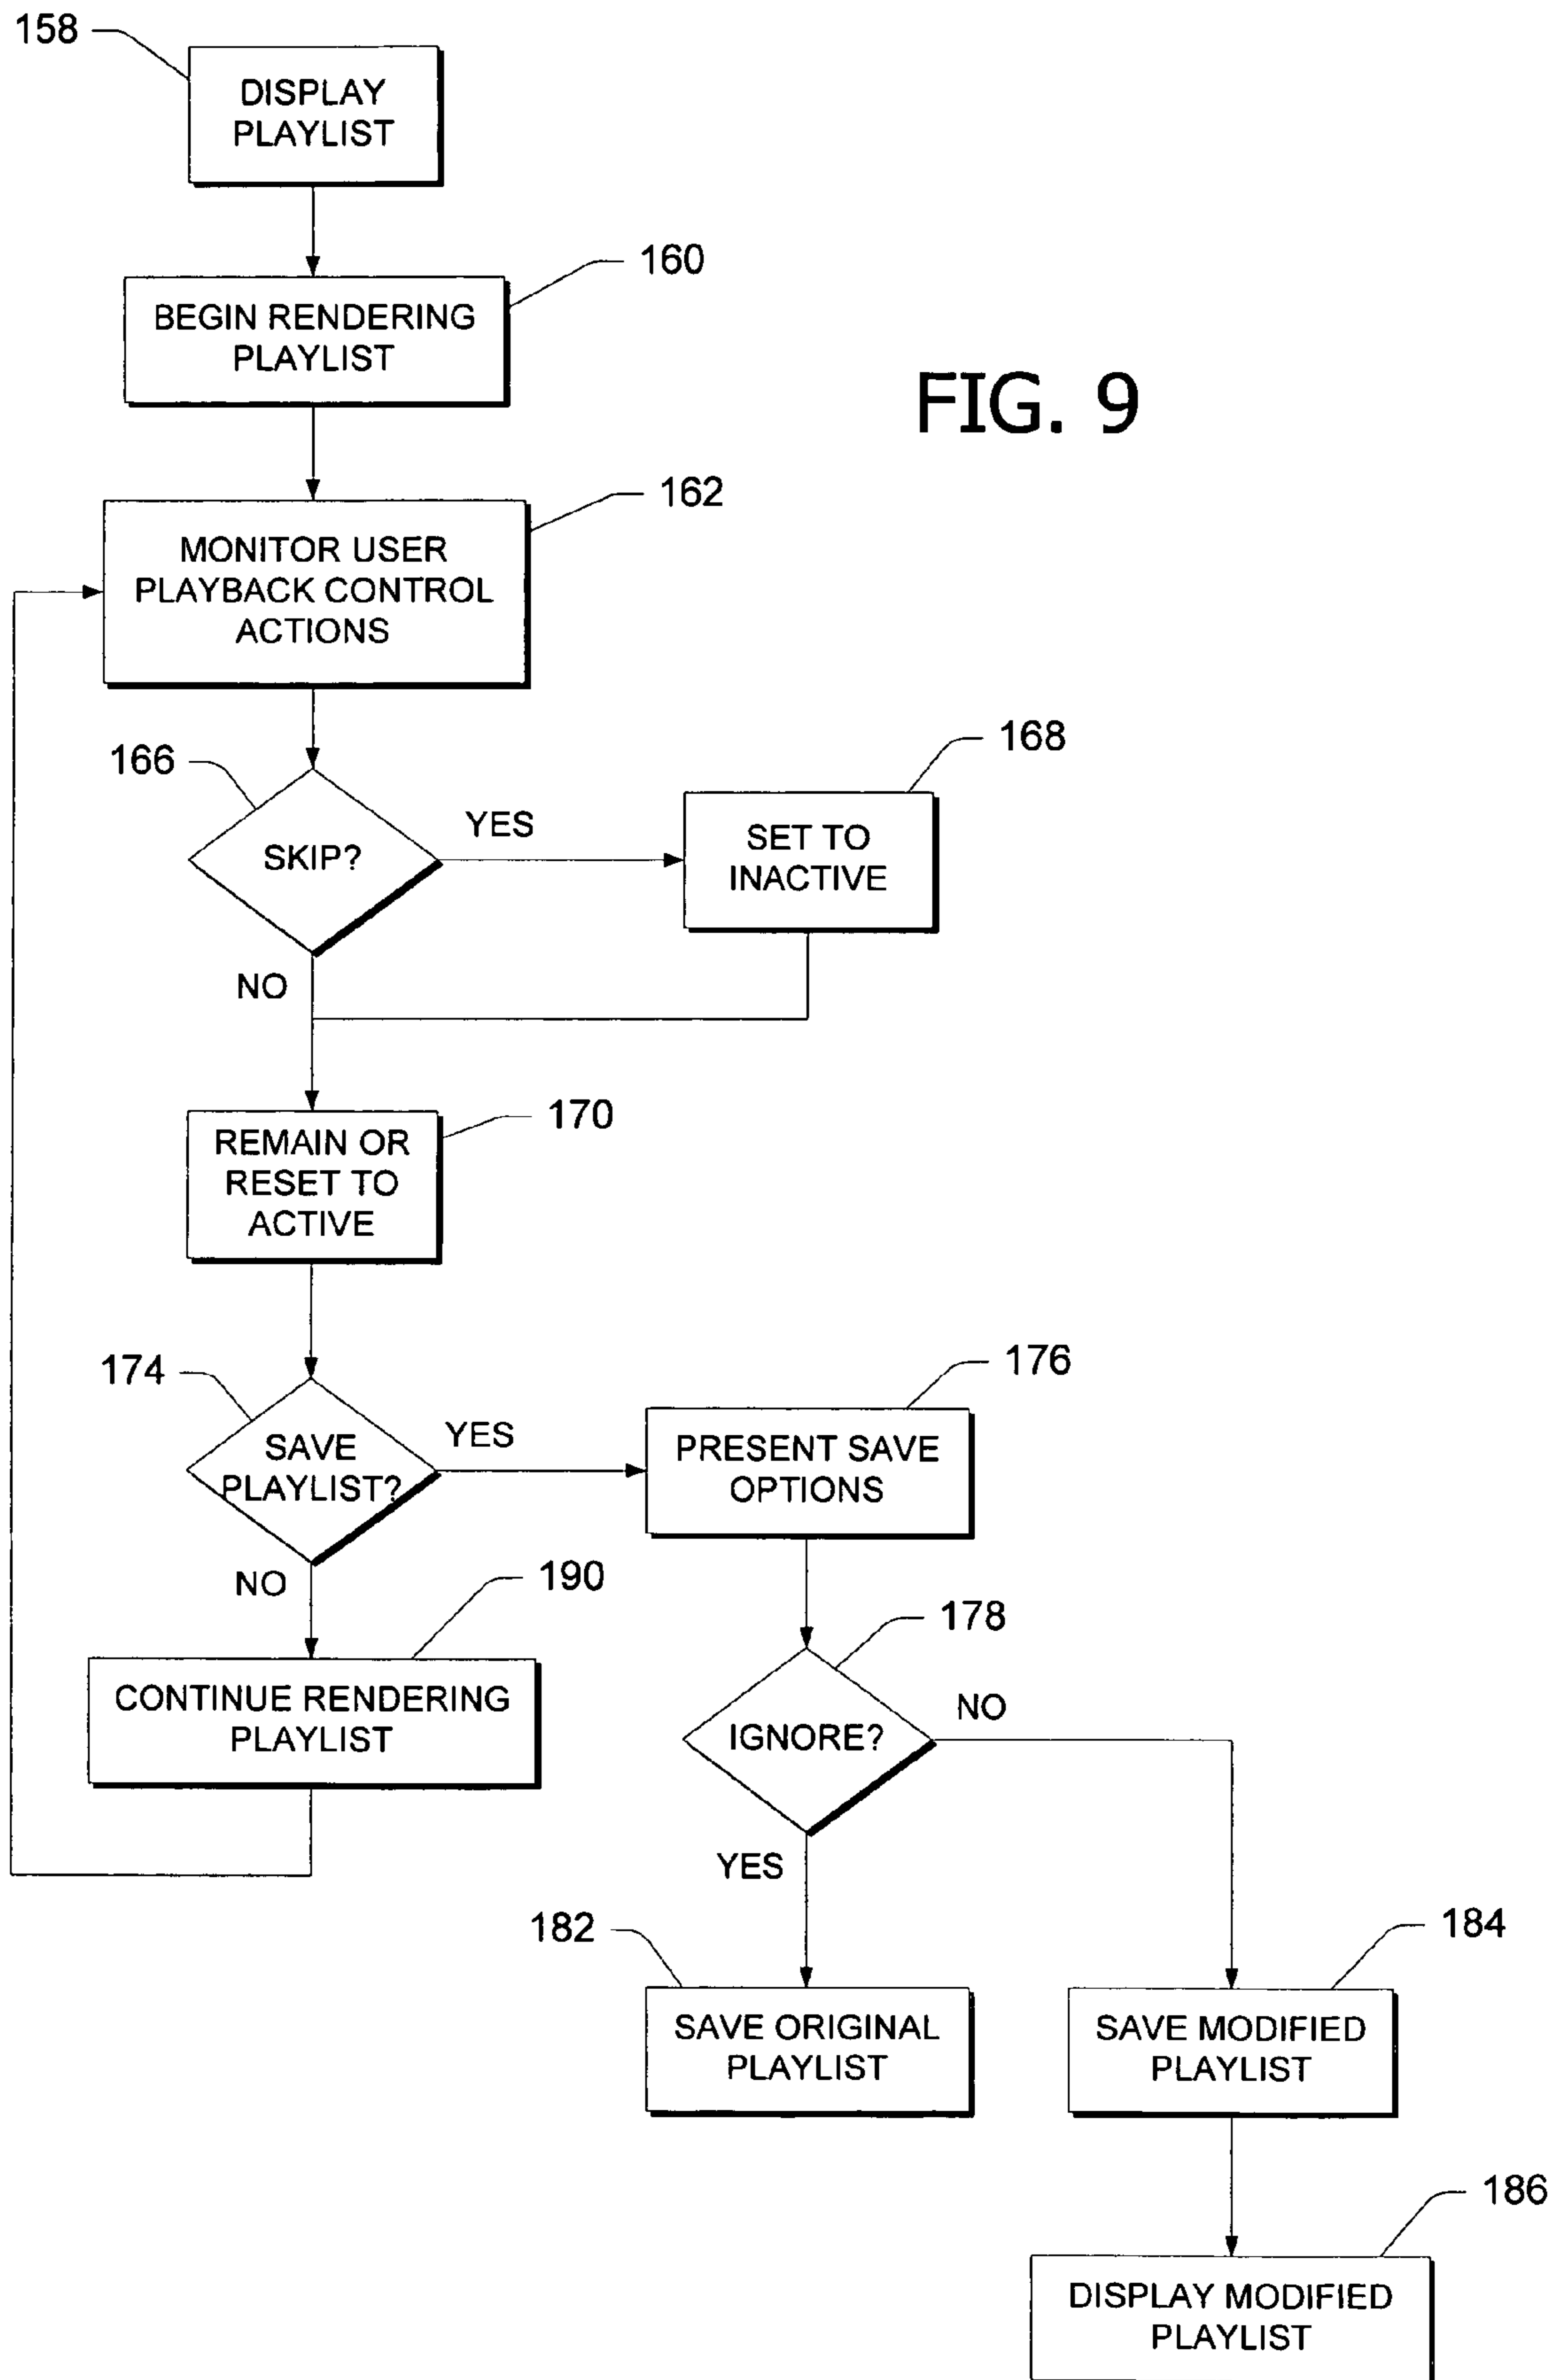 158
DISPLAY
PLAYLIST
160
BEGIN RENDERING
PLAYLIST
FIG. 9
162
MONITOR USER
PLAYBACK CONTROL
ACTIONS
166
SKIP?
YES
168
SET TO
INACTIVE
NO
170
REMAIN OR
RESET TO
ACTIVE
174
SAVE
PLAYLIST?
YES
176
PRESENT SAVE
OPTIONS
NO
190
CONTINUE RENDERING
PLAYLIST
178
IGNORE?
NO
YES
182
SAVE ORIGINAL
PLAYLIST
184
SAVE MODIFIED
PLAYLIST
186
DISPLAY MODIFIED
PLAYLIST